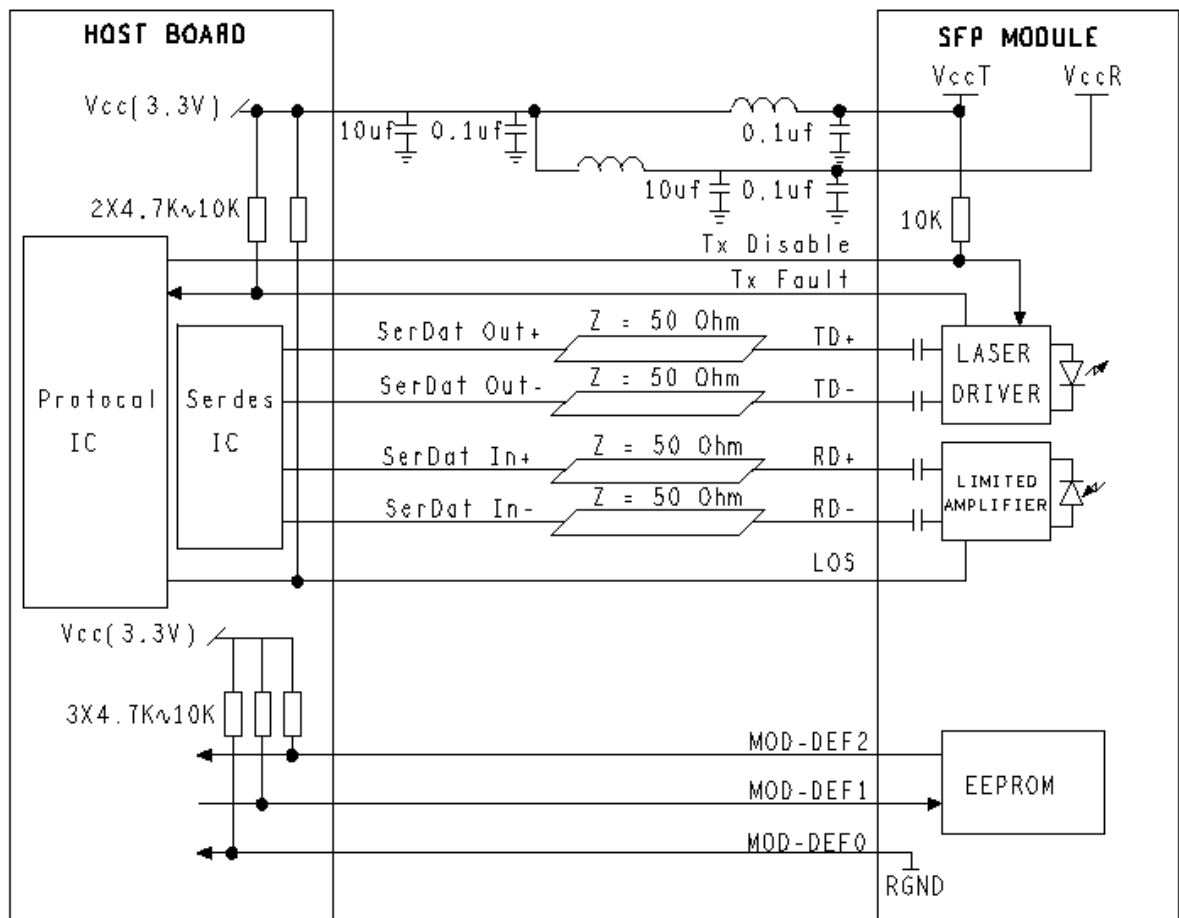 HOST BOARD
SFP MODULE
VccT
VccR
Vcc(3.3V)
10uf
0.1uf
0.1uf
10uf
0.1uf
2X4.7K∿10K
10K
Tx Disable
Tx Fault
SerDat Out+
Z = 50 Ohm
TD+
SerDat Out-
Z = 50 Ohm
TD-
LASER
DRIVER
Protocal
IC
Serdes
IC
SerDat In+
Z = 50 Ohm
RD+
SerDat In-
Z = 50 Ohm
RD-
LIMITED
AMPLIFIER
LOS
Vcc(3.3V)
3X4.7K∿10K
MOD-DEF2
MOD-DEF1
MOD-DEF0
EEPROM
RGND